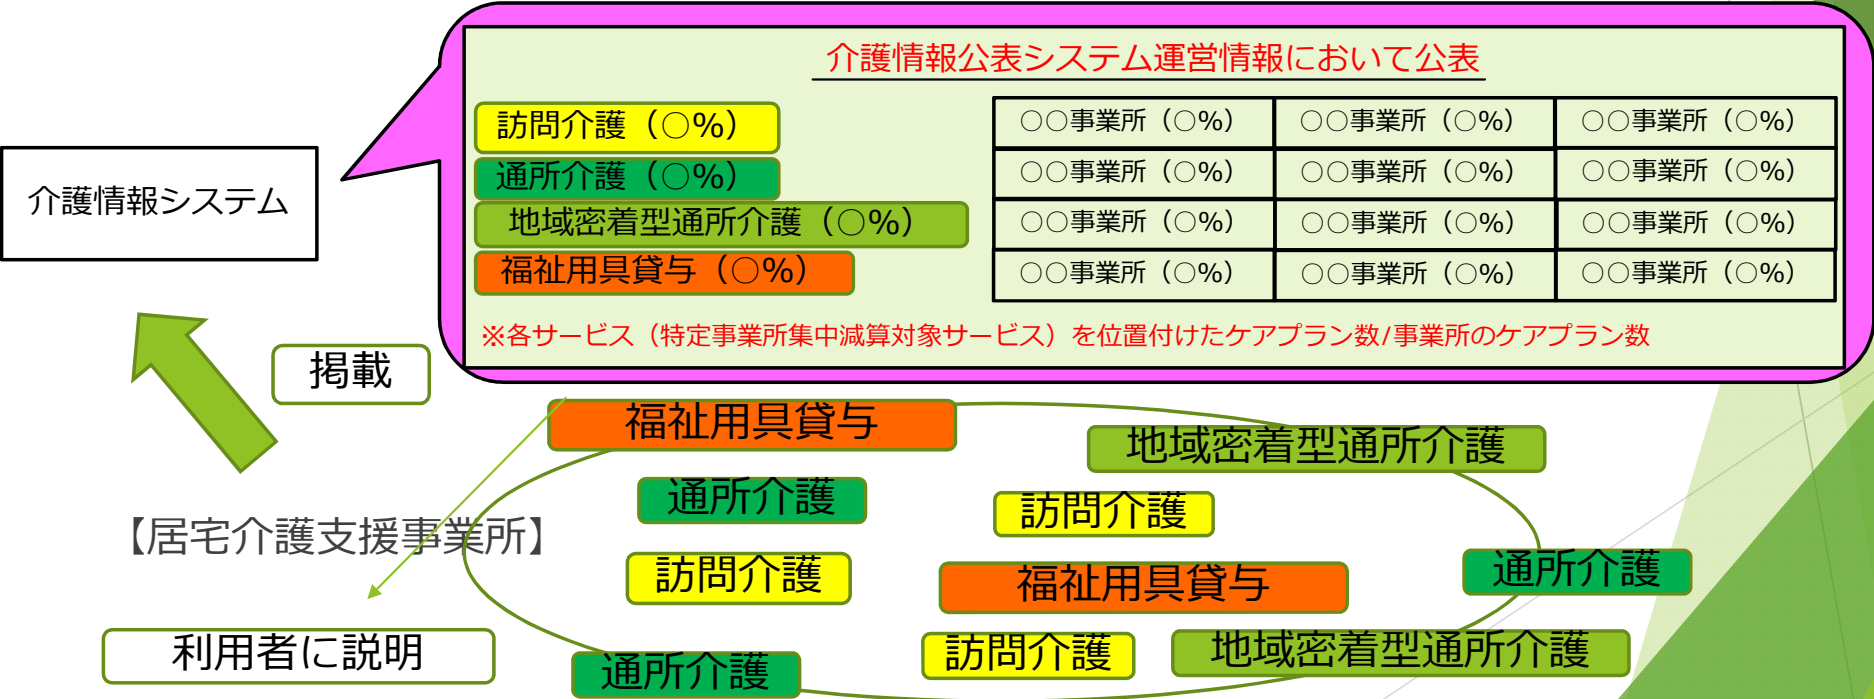 介護情報公表システム運営情報において公表
訪問介護（○%）
○○事業所（○%） ○○事業所（○%） ○○事業所（○%）
通所介護（○%）
○○事業所（○%） ○○事業所（○%） ○○事業所（○%）
地域密着型通所介護（○%）
○○事業所（○%） ○○事業所（○%） ○○事業所（○%）
福祉用具貸与（○%）
○○事業所（○%） ○○事業所（○%） ○○事業所（○%）
※各サービス（特定事業所集中減算対象サービス）を位置付けたケアプラン数/事業所のケアプラン数
介護情報システム
掲載
福祉用具貸与
地域密着型通所介護
通所介護
訪問介護
【居宅介護支援事業所】
訪問介護
福祉用具貸与
通所介護
利用者に説明
通所介護
訪問介護
地域密着型通所介護